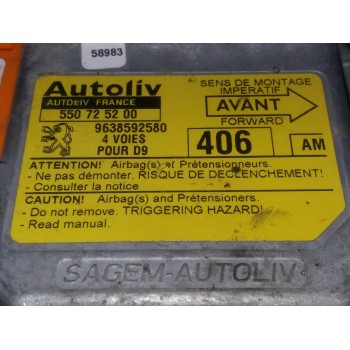 58983
Autoliv
AUTOLIV FRANCE
550 72 52 00
9638592580
4 VOIES
POUR D9
SENS DE MONTAGE
IMPERATIF
AVANT
FORWARD
406
AM
ATTENTION! Airbag(s) et Prétensionneurs.
- Ne pas démonter. RISQUE DE DECLENCHEMENT!
- Consulter la notice
CAUTION! Airbag(s) and Prétensioners.
- Do not remove. TRIGGERING HAZARD!
- Read manual.
SAGEM-AUTOLIV